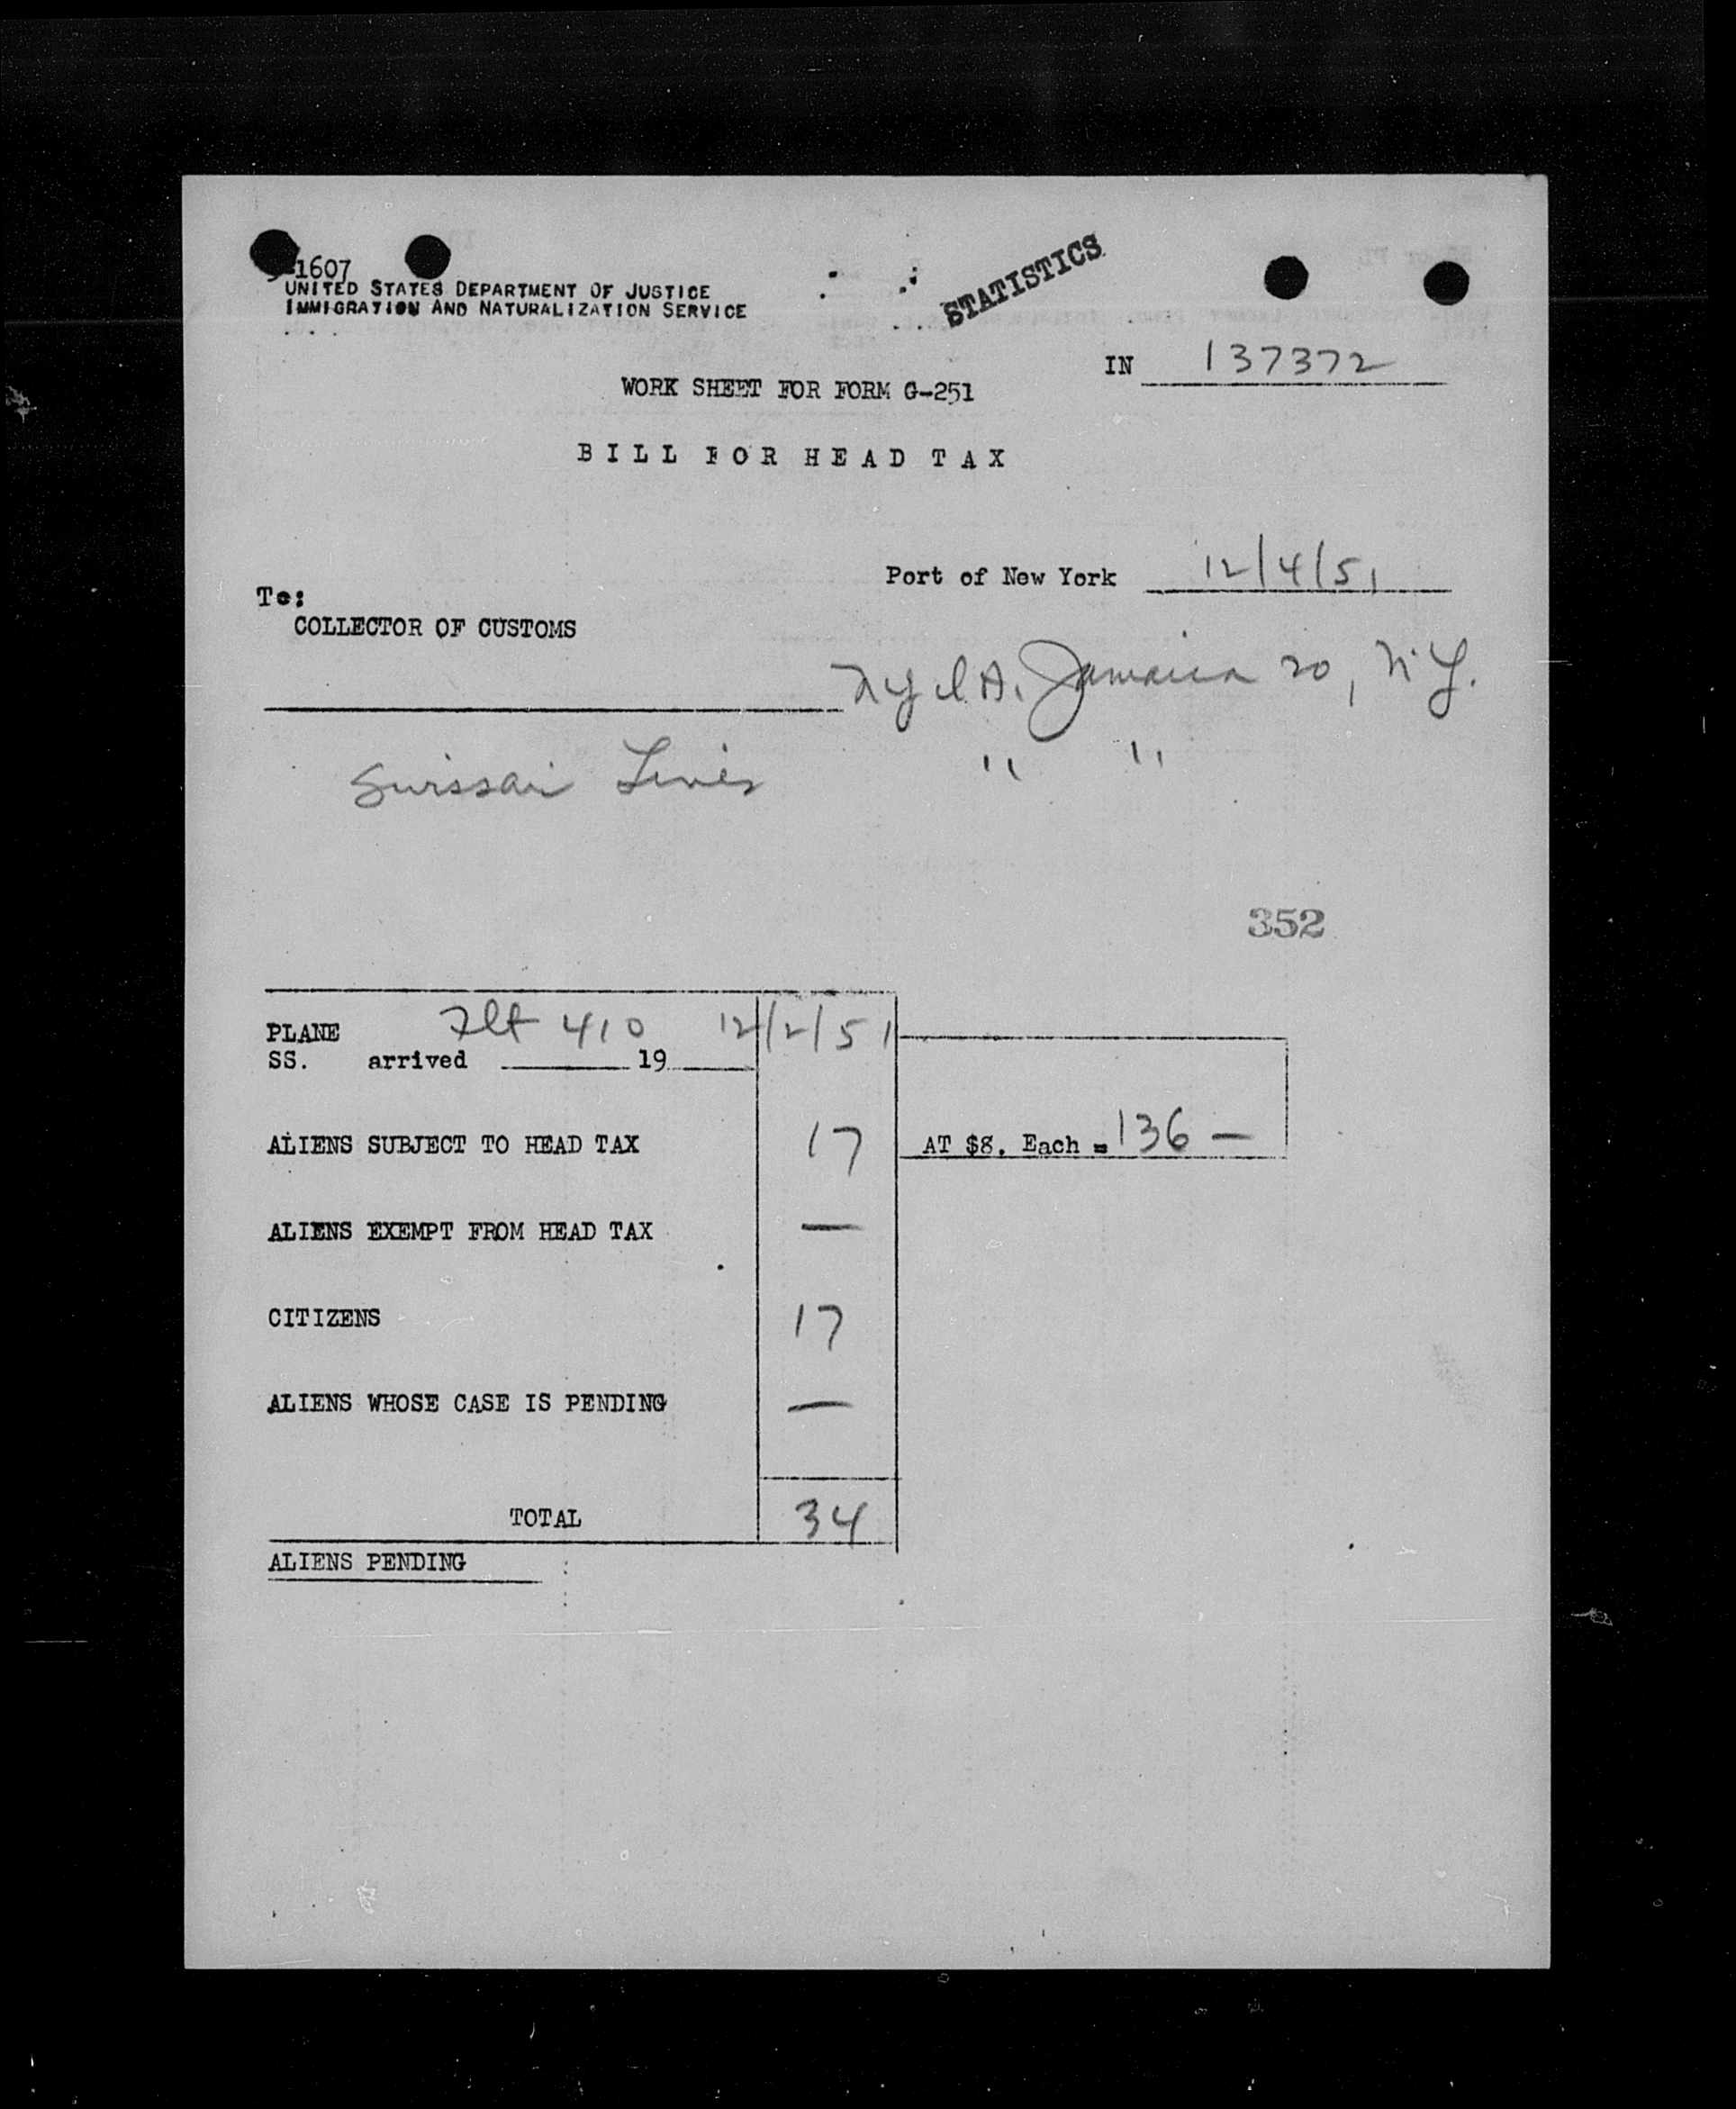 1607
UNITED STATES DEPARTMENT OF JUSTICE
IMMIGRATION AND NATURALIZATION SERVICE
STATISTICS
IN 137372
WORK SHEET FOR FORM G-251
BILL FOR HEAD TAX
Port of New York 12/4/51
To:
COLLECTOR OF CUSTOMS
N Y I A. Jamaica 20, N Y.
Swissair Lines " "
352
PLANE Flt 410 12/2/51
SS. arrived 19
ALIENS SUBJECT TO HEAD TAX 17 AT $8. Each = 136 —
ALIENS EXEMPT FROM HEAD TAX —
CITIZENS 17
ALIENS WHOSE CASE IS PENDING —
TOTAL 34
ALIENS PENDING